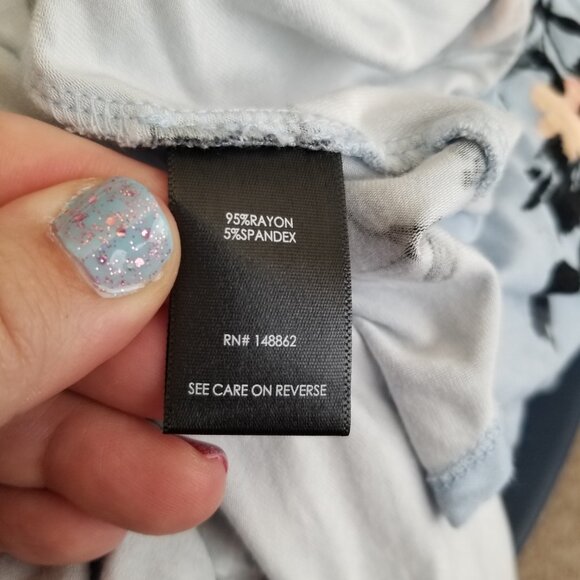 95%RAYON
5%SPANDEX
RN# 148862
SEE CARE ON REVERSE